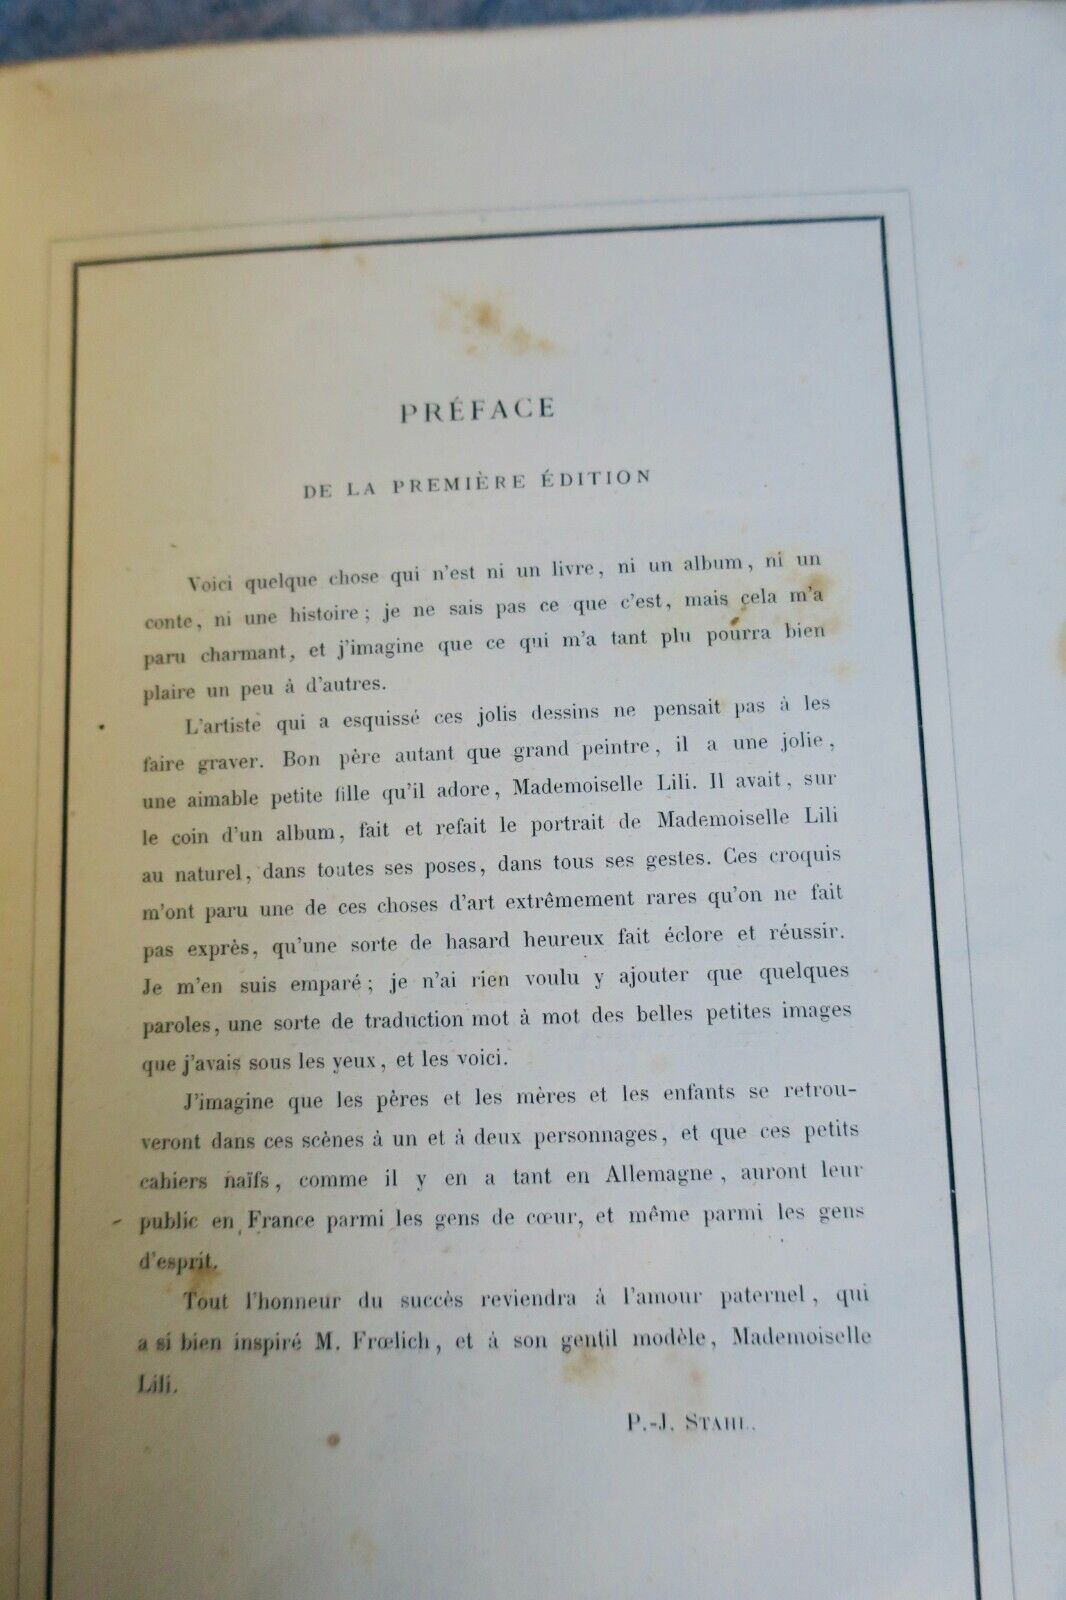 PRÉFACE
DE LA PREMIÈRE ÉDITION
Voici quelque chose qui n'est ni un livre, ni un album, ni un
conte, ni une histoire; je ne sais pas ce que c'est, mais cela m'a
paru charmant, et j'imagine que ce qui m'a tant plu pourra bien
plaire un peu à d'autres.
L'artiste qui a esquissé ces jolis dessins ne pensait pas à les
faire graver. Bon père autant que grand peintre, il a une jolie,
une aimable petite fille qu'il adore, Mademoiselle Lili. Il avait, sur
le coin d'un album, fait et refait le portrait de Mademoiselle Lili
au naturel, dans toutes ses poses, dans tous ses gestes. Ces croquis
m'ont paru une de ces choses d'art extrêmement rares qu'on ne fait
pas exprès, qu'une sorte de hasard heureux fait éclore et réussir.
Je m'en suis emparé; je n'ai rien voulu y ajouter que quelques
paroles, une sorte de traduction mot à mot des belles petites images
que j'avais sous les yeux, et les voici.
J'imagine que les pères et les mères et les enfants se retrou-
veront dans ces scènes à un et à deux personnages, et que ces petits
cahiers naïfs, comme il y en a tant en Allemagne, auront leur
public en France parmi les gens de cœur, et même parmi les gens
d'esprit.
Tout l'honneur du succès reviendra à l'amour paternel, qui
a si bien inspiré M. Frœlich, et à son gentil modèle, Mademoiselle
Lili.
P.-J. STAHL.